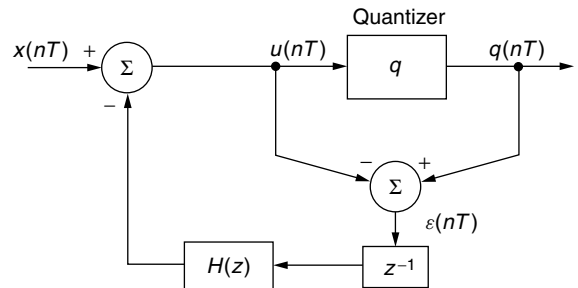 Quantizer
x(nT) + Σ u(nT) q q(nT)
−
− Σ +
ε(nT)
H(z) z⁻¹